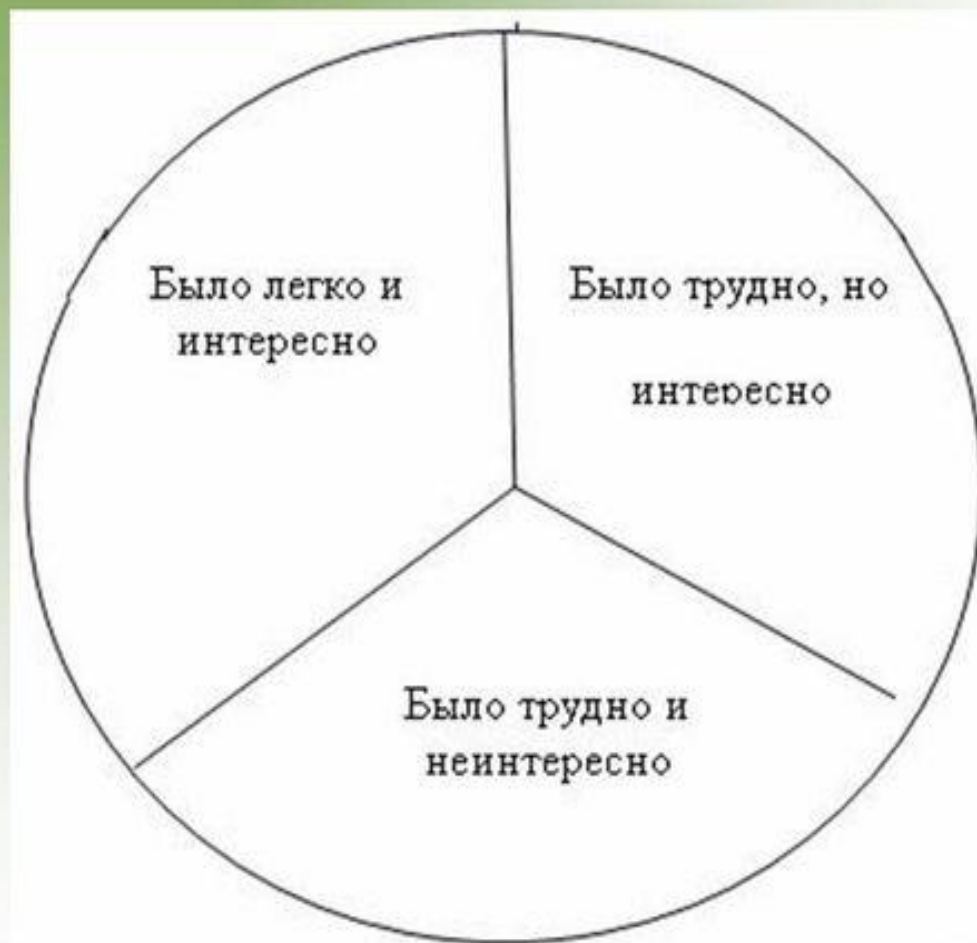 Было легко и
интересно
Было трудно, но
интересно
Было трудно и
неинтересно